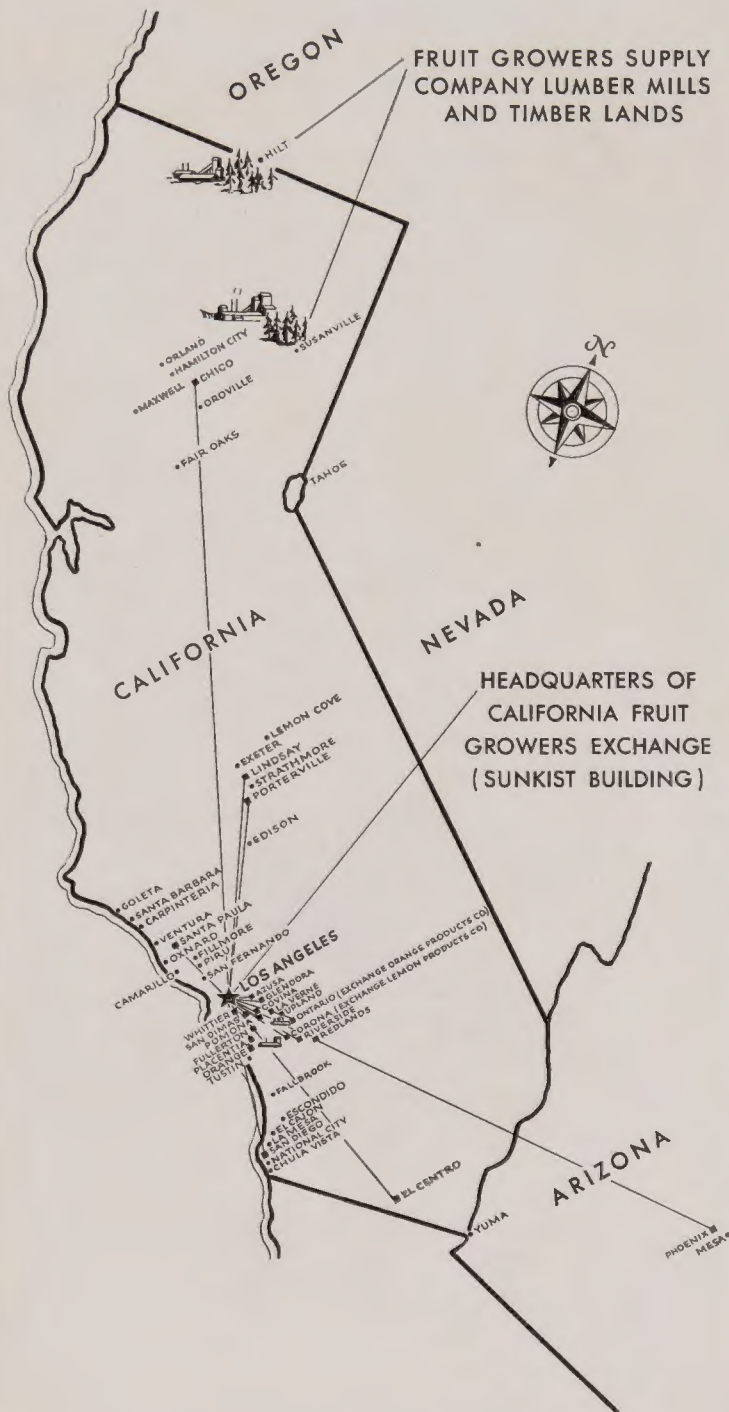 OREGON
FRUIT GROWERS SUPPLY
COMPANY LUMBER MILLS
AND TIMBER LANDS
HILT
SUSANVILLE
ORLAND
HAMILTON CITY
MAXWELL
CHICO
OROVILLE
FAIR OAKS
N
TAHOE
CALIFORNIA
NEVADA
HEADQUARTERS OF
CALIFORNIA FRUIT
GROWERS EXCHANGE
(SUNKIST BUILDING)
LEMON COVE
EXETER
LINDSAY
STRATHMORE
PORTERVILLE
EDISON
GOLETA
SANTA BARBARA
CARPINTERIA
VENTURA
SANTA PAULA
OXNARD
FILLMORE
PIRU
SAN FERNANDO
CAMARILLO
LOS ANGELES
AZUSA
GLENDORA
COVINA
LA VERNE
UPLAND
ONTARIO (EXCHANGE ORANGE PRODUCTS CO)
CORONA (EXCHANGE LEMON PRODUCTS CO)
RIVERSIDE
REDLANDS
WHITTIER
SAN DIMAS
POMONA
FULLERTON
PLACENTIA
ORANGE
TUSTIN
FALLBROOK
ESCONDIDO
EL CAJON
LA MESA
SAN DIEGO
NATIONAL CITY
CHULA VISTA
EL CENTRO
ARIZONA
YUMA
PHOENIX
MESA